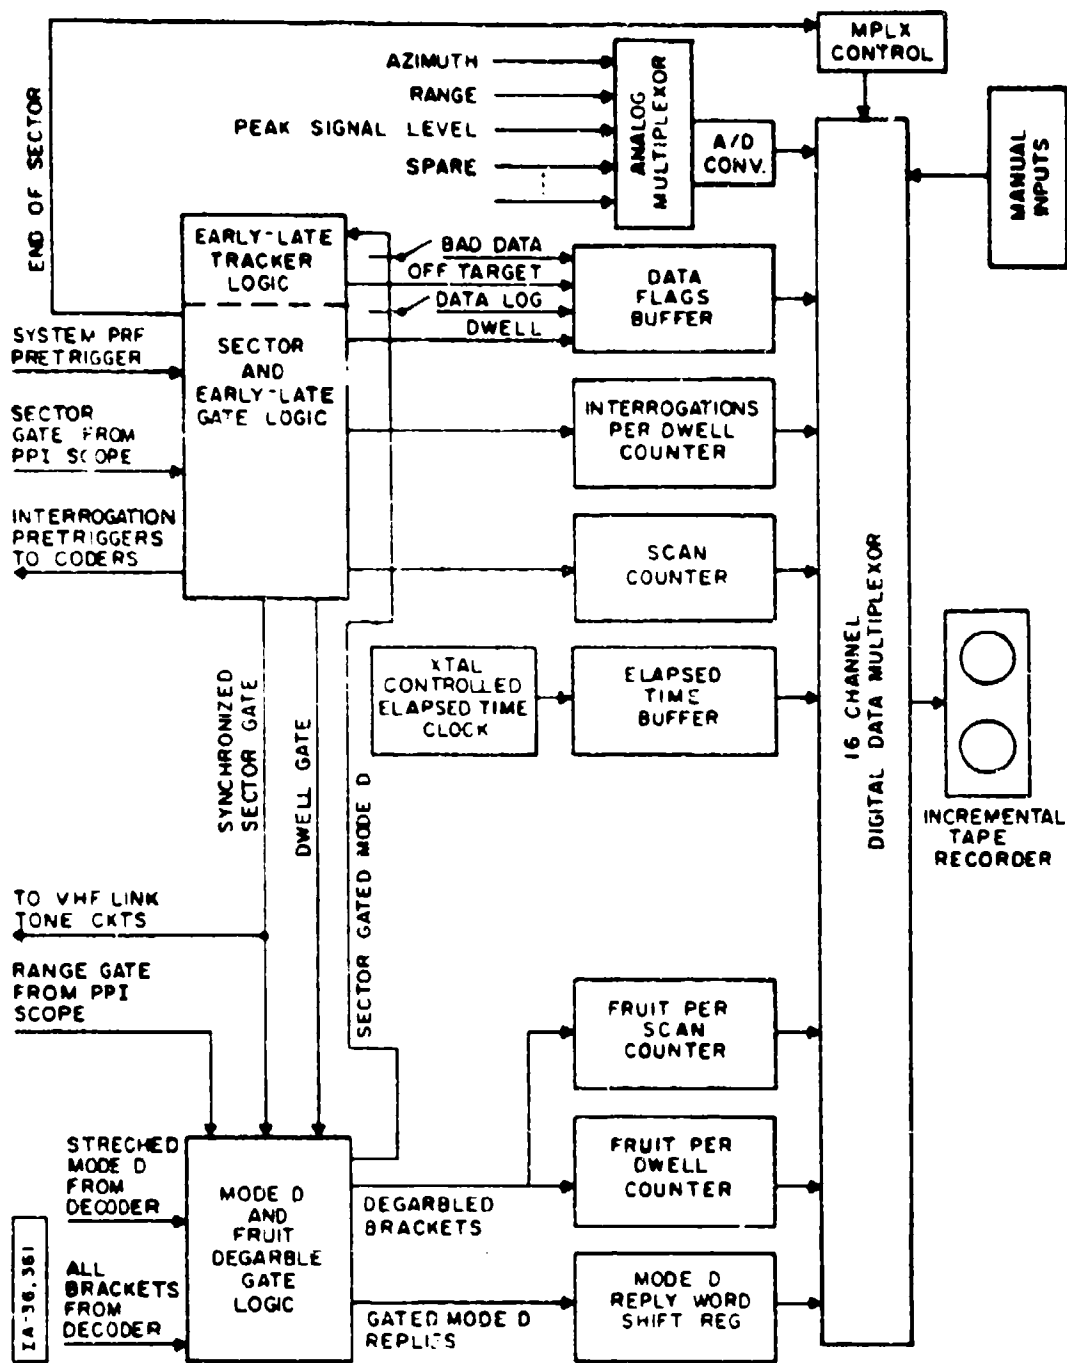 MPLX
CONTROL
AZIMUTH
RANGE
PEAK SIGNAL LEVEL
SPARE
ANALOG
MULTIPLEXOR
A/D
CONV.
MANUAL
INPUTS
END OF SECTOR
EARLY-LATE
TRACKER
LOGIC
BAD DATA
OFF TARGET
DATA LOG
DWELL
DATA
FLAGS
BUFFER
SYSTEM PRF
PRETRIGGER
SECTOR
AND
EARLY-LATE
GATE LOGIC
SECTOR
GATE FROM
PPI SCOPE
INTERROGATIONS
PER DWELL
COUNTER
INTERROGATION
PRETRIGGERS
TO CODERS
SCAN
COUNTER
16 CHANNEL
DIGITAL DATA MULTIPLEXOR
XTAL
CONTROLLED
ELAPSED TIME
CLOCK
ELAPSED
TIME
BUFFER
SYNCHRONIZED
SECTOR GATE
DWELL GATE
SECTOR GATED MODE D
INCREMENTAL
TAPE
RECORDER
TO VHF LINK
TONE CKTS
RANGE GATE
FROM PPI
SCOPE
FRUIT PER
SCAN
COUNTER
STRECHED
MODE D
FROM
DECODER
MODE D
AND
FRUIT
DEGARBLE
GATE
LOGIC
DEGARBLED
BRACKETS
FRUIT PER
DWELL
COUNTER
ALL
BRACKETS
FROM
DECODER
GATED MODE D
REPLIES
MODE D
REPLY WORD
SHIFT REG
IA-36,361